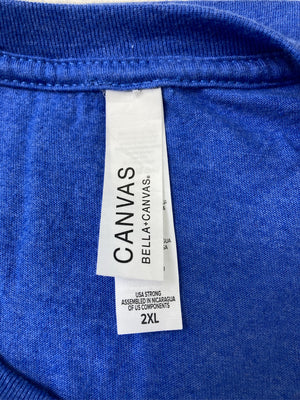 CANVAS
BELLA+CANVAS®
USA STRONG
ASSEMBLED IN NICARAGUA
OF US COMPONENTS
2XL